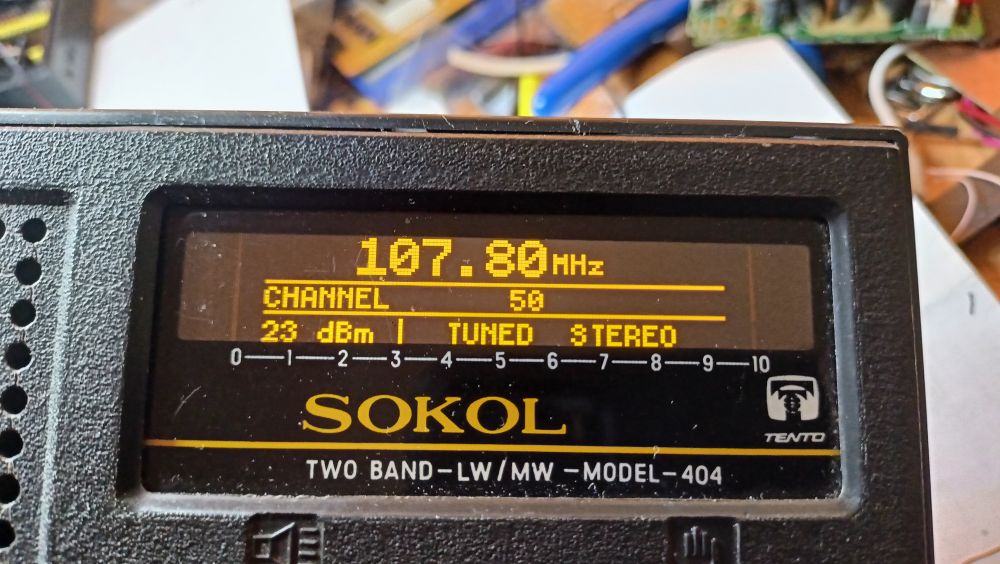 107.80MHz
CHANNEL 50
23 dBm | TUNED STEREO
0—1—2—3—4—5—6—7—8—9—10
SOKOL
TENTO
TWO BAND-LW/MW-MODEL-404